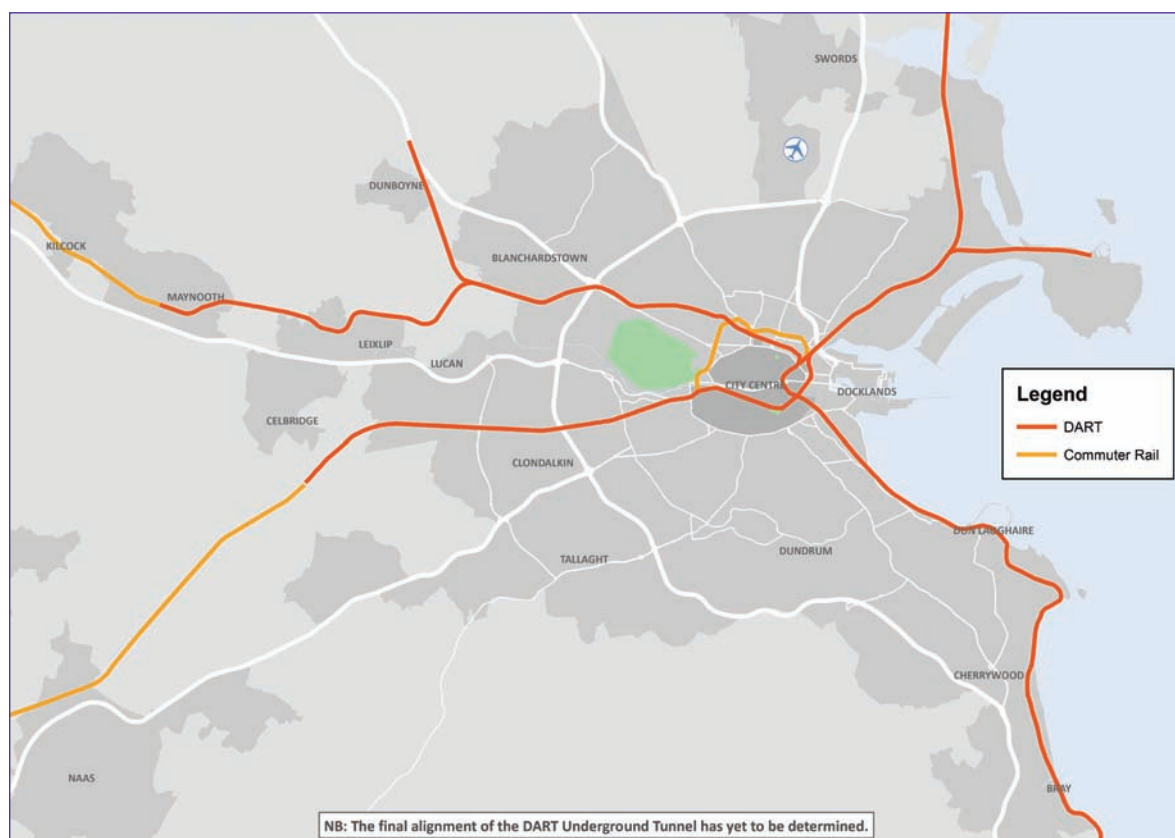 SWORDS
DUNBOYNE
KILCOCK
BLANCHARDSTOWN
MAYNOOTH
LEIXLIP
LUCAN
CITY CENTRE
DOCKLANDS
CELBRIDGE
CLONDALKIN
Legend
DART
Commuter Rail
DUN LAOGHAIRE
TALLAGHT
DUNDRUM
CHERRYWOOD
NAAS
BRAY
NB: The final alignment of the DART Underground Tunnel has yet to be determined.